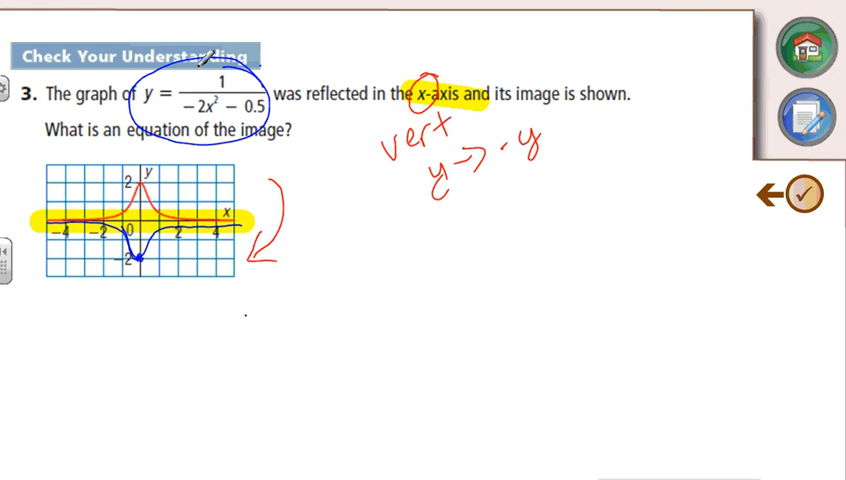 Check Your Understanding
3. The graph of y = 1 / (-2x² - 0.5) was reflected in the x-axis and its image is shown.
What is an equation of the image?
vert
y → -y
y
2
x
-4 -2 0 2 4
-2